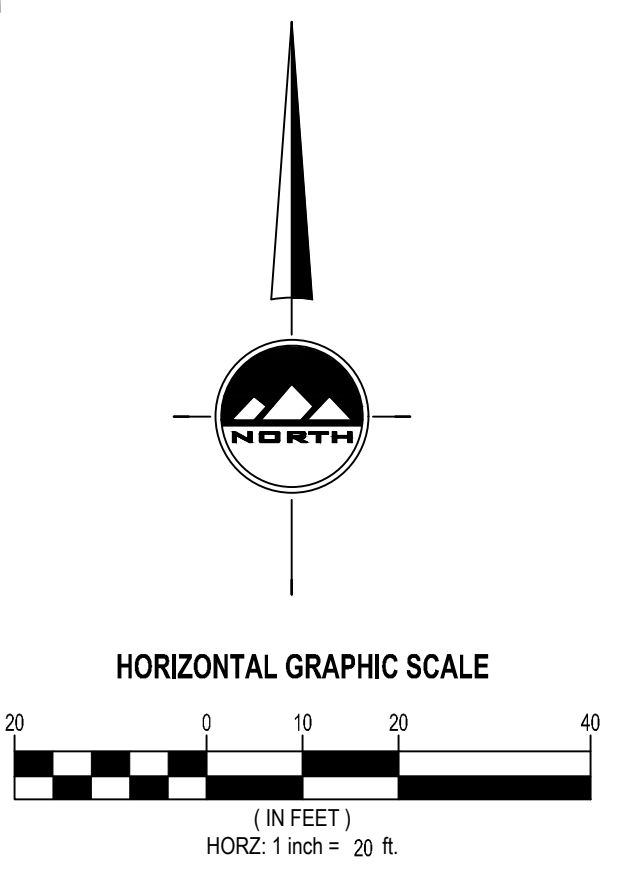 NORTH
HORIZONTAL GRAPHIC SCALE
20 0 10 20 40
( IN FEET )
HORZ: 1 inch = 20 ft.